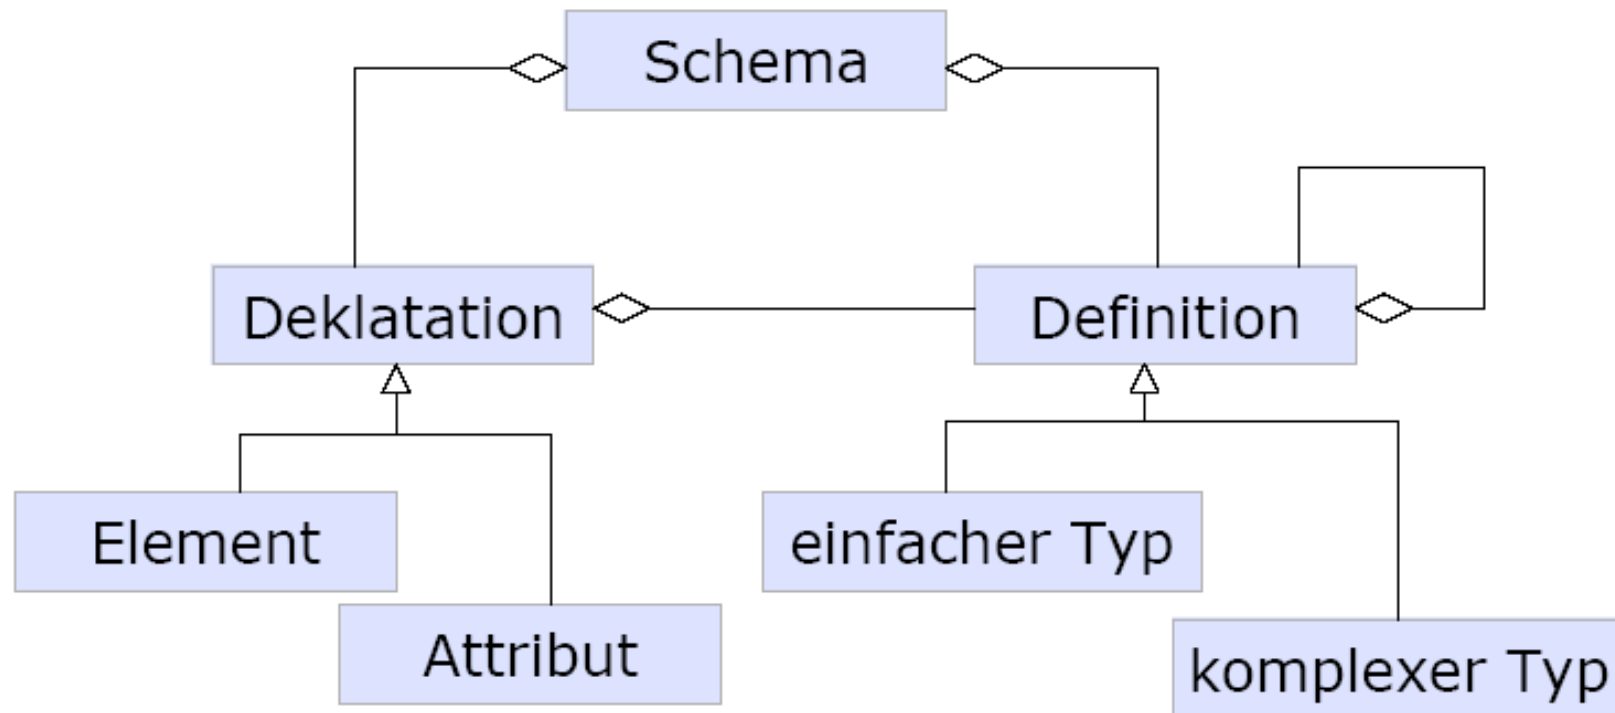 Schema
Deklatation
Definition
Element
einfacher Typ
Attribut
komplexer Typ